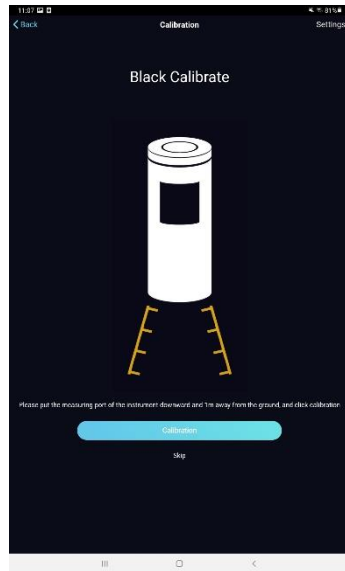 11:07 81%
Back Calibration Settings
Black Calibrate
Please put the measuring port of the instrument downward and 1m away from the ground, and click calibration
Calibration
Skip